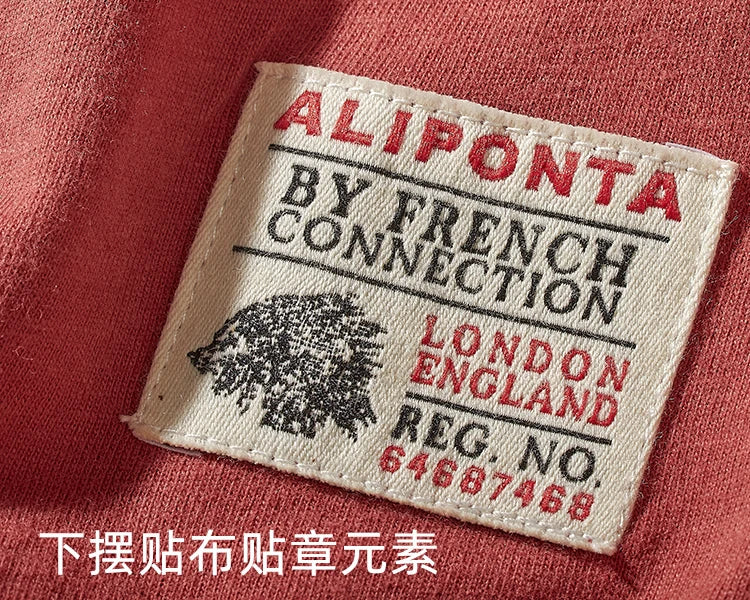 ALIPONTA
BY FRENCH
CONNECTION
LONDON
ENGLAND
REG. NO.
64687468
下摆贴布贴章元素